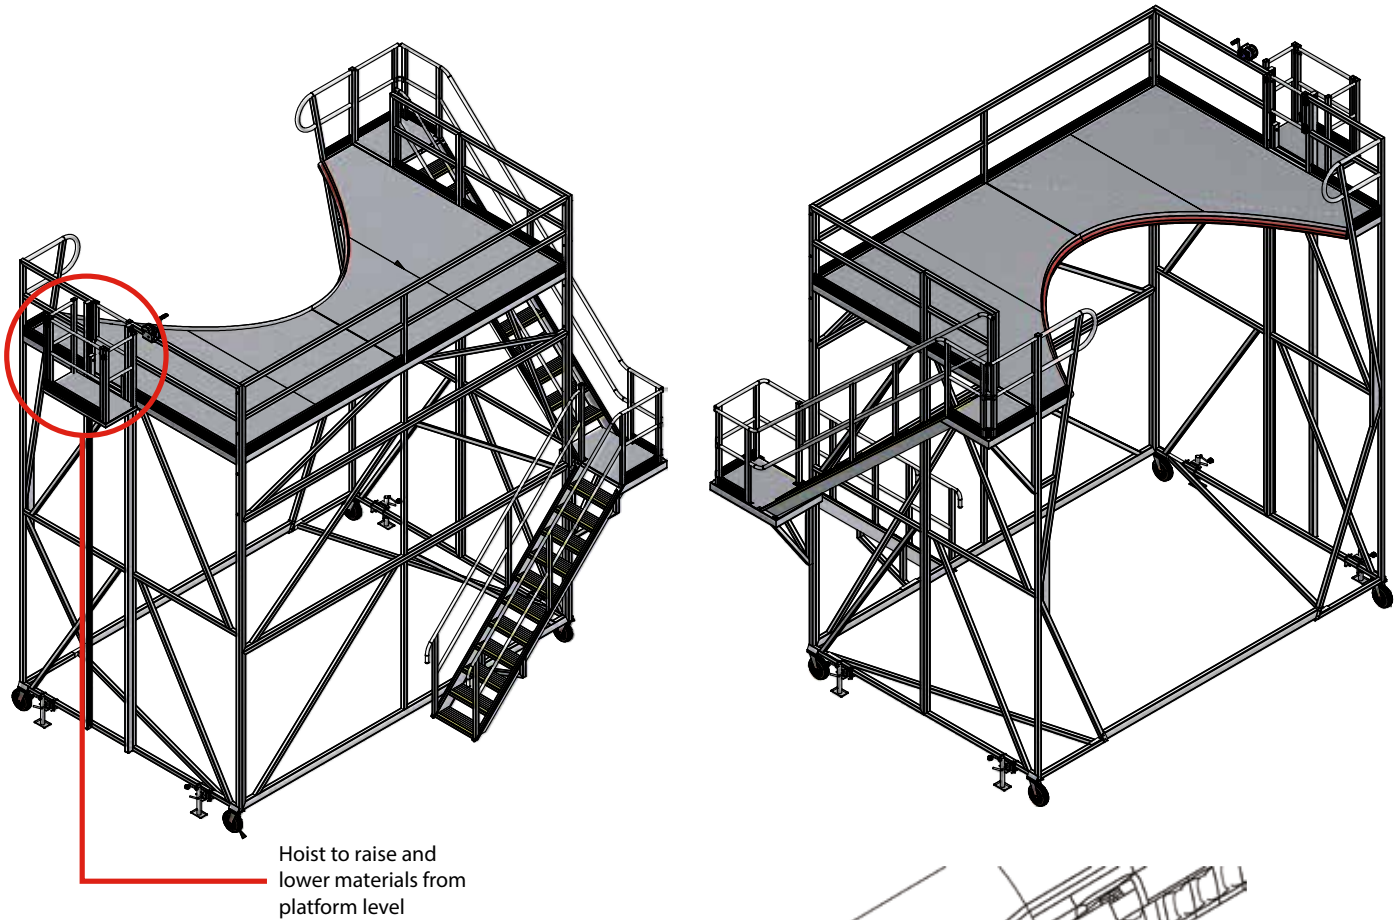 Hoist to raise and
lower materials from
platform level